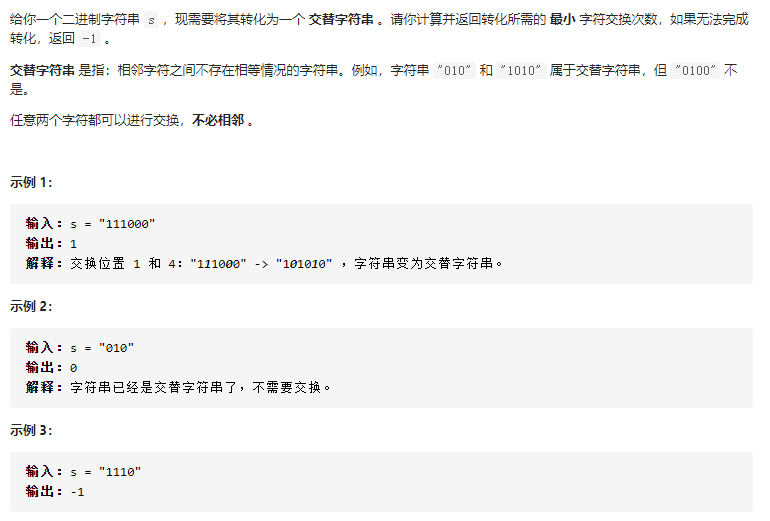 给你一个二进制字符串 s ，现需要将其转化为一个 交替字符串 。请你计算并返回转化所需的 最小 字符交换次数，如果无法完成
转化，返回 -1 。
交替字符串 是指：相邻字符之间不存在相等情况的字符串。例如，字符串 "010" 和 "1010" 属于交替字符串，但 "0100" 不
是。
任意两个字符都可以进行交换，不必相邻 。
示例 1：
输入：s = "111000"
输出：1
解释：交换位置 1 和 4："111000" -> "101010" ，字符串变为交替字符串。
示例 2：
输入：s = "010"
输出：0
解释：字符串已经是交替字符串了，不需要交换。
示例 3：
输入：s = "1110"
输出：-1